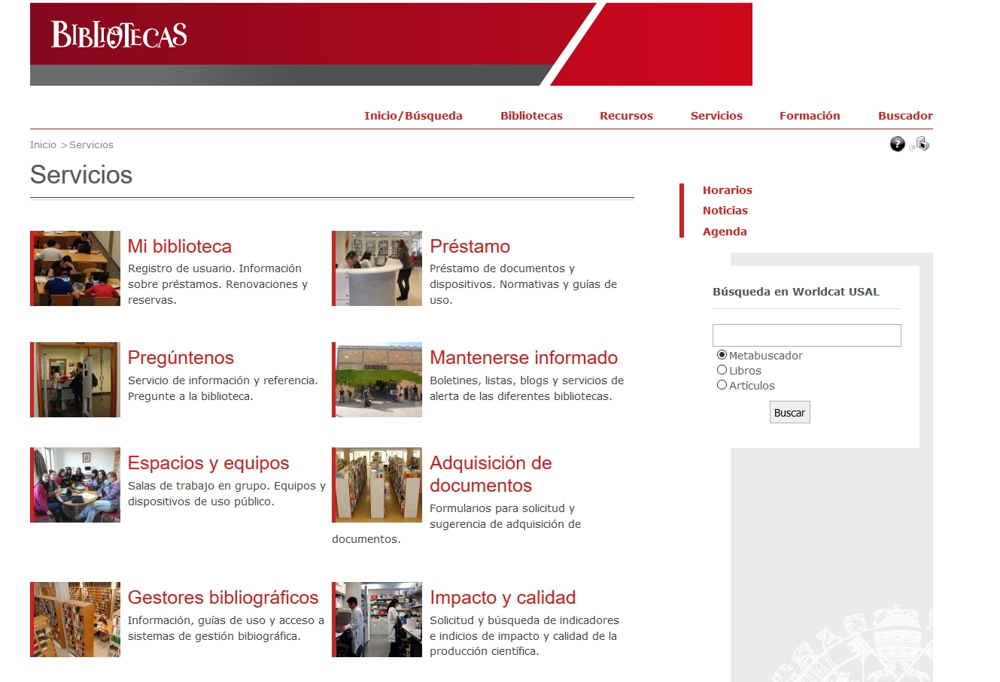 BIBLIOTECAS
Inicio/Búsqueda Bibliotecas Recursos Servicios Formación Buscador
Inicio > Servicios
Servicios
Mi biblioteca
Registro de usuario. Información
sobre préstamos. Renovaciones y
reservas.
Préstamo
Préstamo de documentos y
dispositivos. Normativas y guías de
uso.
Pregúntenos
Servicio de información y referencia.
Pregunte a la biblioteca.
Mantenerse informado
Boletines, listas, blogs y servicios de
alerta de las diferentes bibliotecas.
Espacios y equipos
Salas de trabajo en grupo. Equipos y
dispositivos de uso público.
Adquisición de
documentos
Formularios para solicitud y
sugerencia de adquisición de
documentos.
Gestores bibliográficos
Información, guías de uso y acceso a
sistemas de gestión bibiográfica.
Impacto y calidad
Solicitud y búsqueda de indicadores
e indicios de impacto y calidad de la
producción científica.
?
Horarios
Noticias
Agenda
Búsqueda en Worldcat USAL
Metabuscador
Libros
Artículos
Buscar